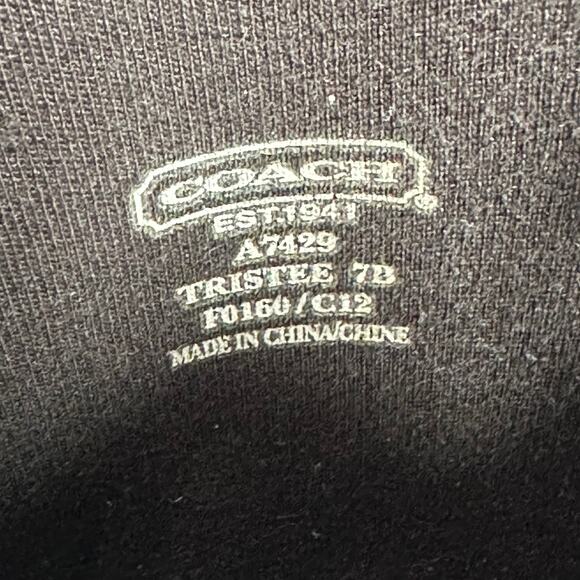 COACH®
EST.1941
A7429
TRISTEE 7B
F0160/C12
MADE IN CHINA/CHINE